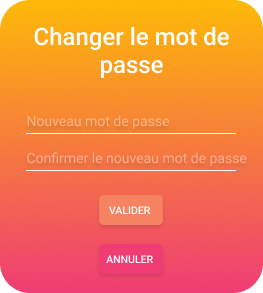 Changer le mot de
passe
Nouveau mot de passe
Confirmer le nouveau mot de passe
VALIDER
ANNULER